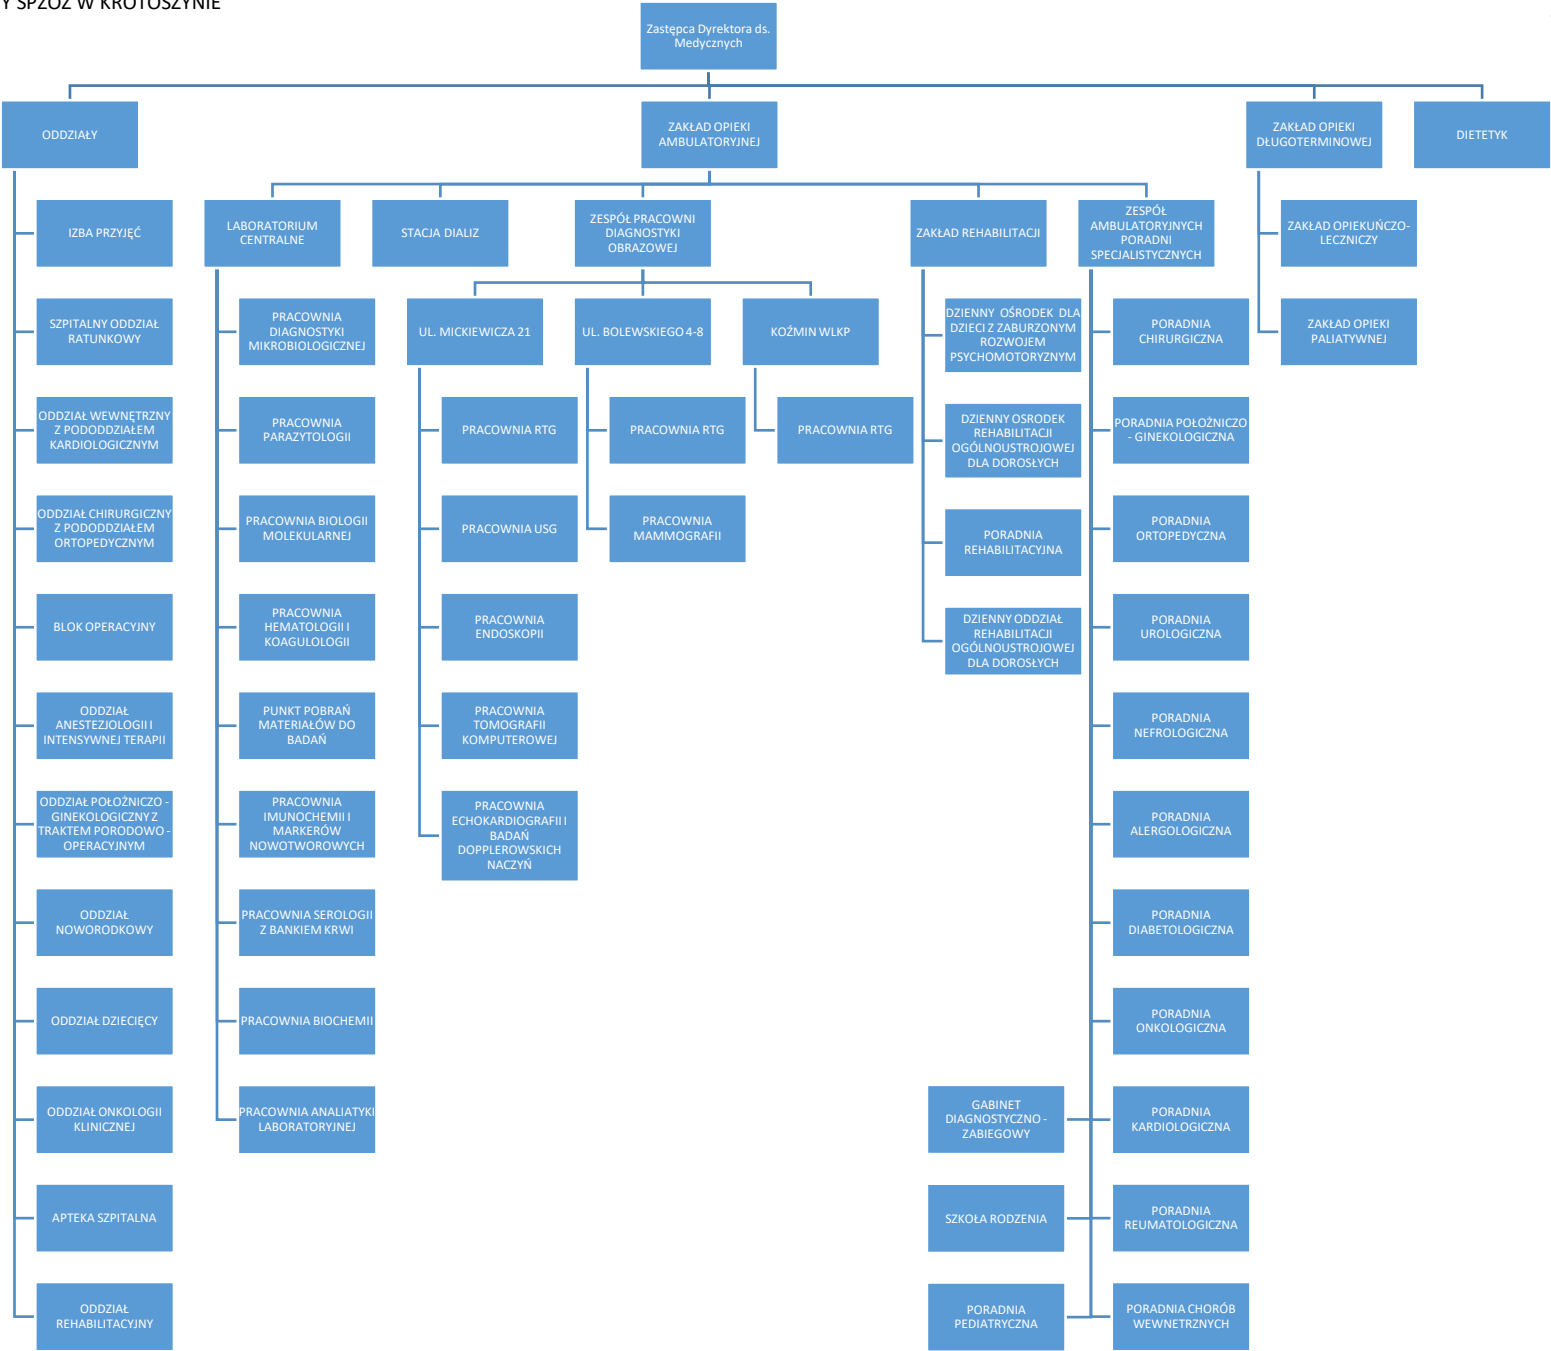 Y SPZOZ W KROTOSZYNIE
Zastępca Dyrektora ds.
Medycznych
ODDZIAŁY
ZAKŁAD OPIEKI
AMBULATORYJNEJ
ZAKŁAD OPIEKI
DŁUGOTERMINOWEJ
DIETETYK
IZBA PRZYJĘĆ
SZPITALNY ODDZIAŁ
RATUNKOWY
ODDZIAŁ WEWNĘTRZNY
Z PODODDZIAŁEM
KARDIOLOGICZNYM
ODDZIAŁ CHIRURGICZNY
Z PODODDZIAŁEM
ORTOPEDYCZNYM
BLOK OPERACYJNY
ODDZIAŁ
ANESTEZJOLOGII I
INTENSYWNEJ TERAPII
ODDZIAŁ POŁOŻNICZO -
GINEKOLOGICZNY Z
TRAKTEM PORODOWO -
OPERACYJNYM
ODDZIAŁ
NOWORODKOWY
ODDZIAŁ DZIECIĘCY
ODDZIAŁ ONKOLOGII
KLINICZNEJ
APTEKA SZPITALNA
ODDZIAŁ
REHABILITACYJNY
LABORATORIUM
CENTRALNE
PRACOWNIA
DIAGNOSTYKI
MIKROBIOLOGICZNEJ
PRACOWNIA
PARAZYTOLOGII
PRACOWNIA BIOLOGII
MOLEKULARNEJ
PRACOWNIA
HEMATOLOGII I
KOAGULOLOGII
PUNKT POBRAŃ
MATERIAŁÓW DO
BADAŃ
PRACOWNIA
IMUNOCHEMII I
MARKERÓW
NOWOTWOROWYCH
PRACOWNIA SEROLOGII
Z BANKIEM KRWI
PRACOWNIA BIOCHEMII
PRACOWNIA ANALIATYKI
LABORATORYJNEJ
STACJA DIALIZ
ZESPÓŁ PRACOWNI
DIAGNOSTYKI
OBRAZOWEJ
UL. MICKIEWICZA 21
PRACOWNIA RTG
PRACOWNIA USG
PRACOWNIA
ENDOSKOPII
PRACOWNIA
TOMOGRAFII
KOMPUTEROWEJ
PRACOWNIA
ECHOKARDIOGRAFII I
BADAŃ
DOPPLEROWSKICH
NACZYŃ
UL. BOLEWSKIEGO 4-8
PRACOWNIA RTG
PRACOWNIA
MAMMOGRAFII
KOŹMIN WLKP
PRACOWNIA RTG
ZAKŁAD REHABILITACJI
DZIENNY OŚRODEK DLA
DZIECI Z ZABURZONYM
ROZWOJEM
PSYCHOMOTORYZNYM
DZIENNY OSRODEK
REHABILITACJI
OGÓLNOUSTROJOWEJ
DLA DOROSŁYCH
PORADNIA
REHABILITACYJNA
DZIENNY ODDZIAŁ
REHABILITACJI
OGÓLNOUSTROJOWEJ
DLA DOROSŁYCH
ZESPÓŁ
AMBULATORYJNYCH
PORADNI
SPECJALISTYCZNYCH
PORADNIA
CHIRURGICZNA
PORADNIA POŁOŻNICZO
- GINEKOLOGICZNA
PORADNIA
ORTOPEDYCZNA
PORADNIA
UROLOGICZNA
PORADNIA
NEFROLOGICZNA
PORADNIA
ALERGOLOGICZNA
PORADNIA
DIABETOLOGICZNA
PORADNIA
ONKOLOGICZNA
GABINET
DIAGNOSTYCZNO -
ZABIEGOWY
PORADNIA
KARDIOLOGICZNA
SZKOŁA RODZENIA
PORADNIA
REUMATOLOGICZNA
PORADNIA
PEDIATRYCZNA
PORADNIA CHORÓB
WEWNETRZNYCH
ZAKŁAD OPIEKUŃCZO-
LECZNICZY
ZAKŁAD OPIEKI
PALIATYWNEJ